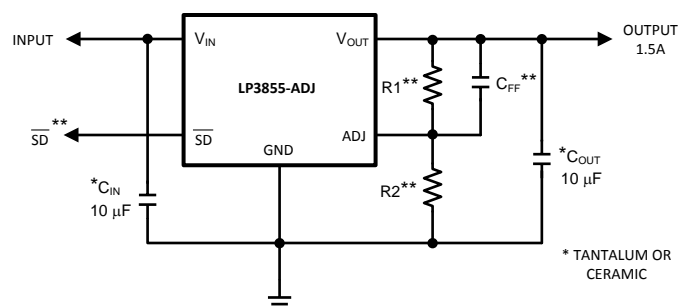 INPUT
V_IN
V_OUT
OUTPUT
1.5A
LP3855-ADJ
R1**
C_FF**
SD**
SD
ADJ
GND
*C_IN
10 μF
R2**
*C_OUT
10 μF
* TANTALUM OR
CERAMIC